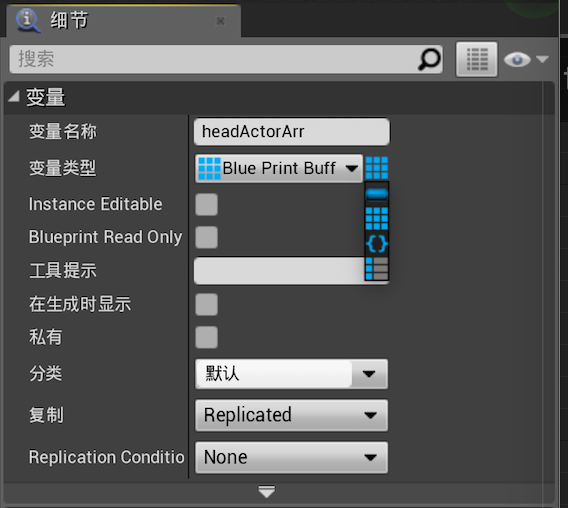 细节
搜索
变量
变量名称 headActorArr
变量类型 Blue Print Buff
Instance Editable
Blueprint Read Only
工具提示
在生成时显示
私有
分类 默认
复制 Replicated
Replication Conditio None